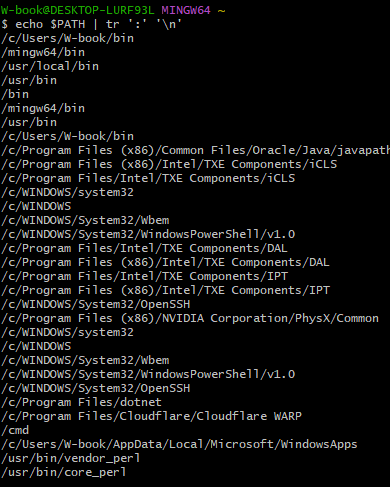 W-book@DESKTOP-LURF93L MINGW64 ~
$ echo $PATH | tr ':' '\n'
/c/Users/W-book/bin
/mingw64/bin
/usr/local/bin
/usr/bin
/bin
/mingw64/bin
/usr/bin
/c/Users/W-book/bin
/c/Program Files (x86)/Common Files/Oracle/Java/javapath
/c/Program Files (x86)/Intel/TXE Components/iCLS
/c/Program Files/Intel/TXE Components/iCLS
/c/WINDOWS/system32
/c/WINDOWS
/c/WINDOWS/System32/Wbem
/c/WINDOWS/System32/WindowsPowerShell/v1.0
/c/Program Files/Intel/TXE Components/DAL
/c/Program Files (x86)/Intel/TXE Components/DAL
/c/Program Files/Intel/TXE Components/IPT
/c/Program Files (x86)/Intel/TXE Components/IPT
/c/WINDOWS/System32/OpenSSH
/c/Program Files (x86)/NVIDIA Corporation/PhysX/Common
/c/WINDOWS/system32
/c/WINDOWS
/c/WINDOWS/System32/Wbem
/c/WINDOWS/System32/WindowsPowerShell/v1.0
/c/WINDOWS/System32/OpenSSH
/c/Program Files/dotnet
/c/Program Files/Cloudflare/Cloudflare WARP
/cmd
/c/Users/W-book/AppData/Local/Microsoft/WindowsApps
/usr/bin/vendor_perl
/usr/bin/core_perl